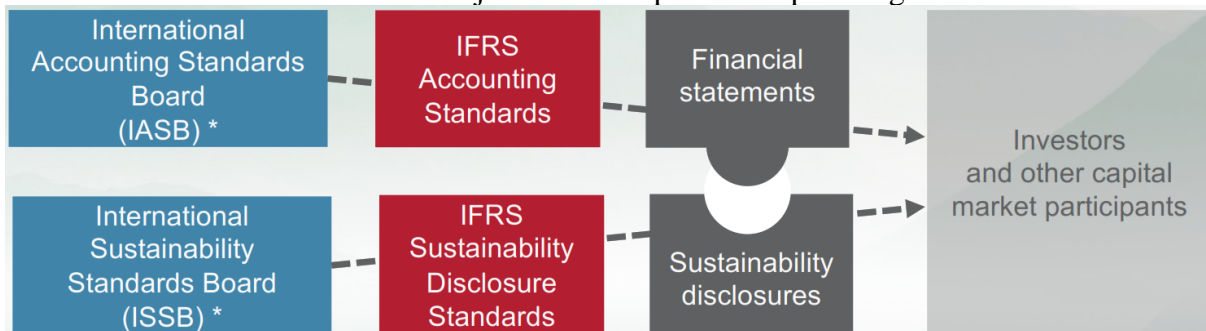 International
Accounting Standards
Board
(IASB) *
IFRS
Accounting
Standards
Financial
statements
Investors
and other capital
market participants
International
Sustainability
Standards Board
(ISSB) *
IFRS
Sustainability
Disclosure
Standards
Sustainability
disclosures